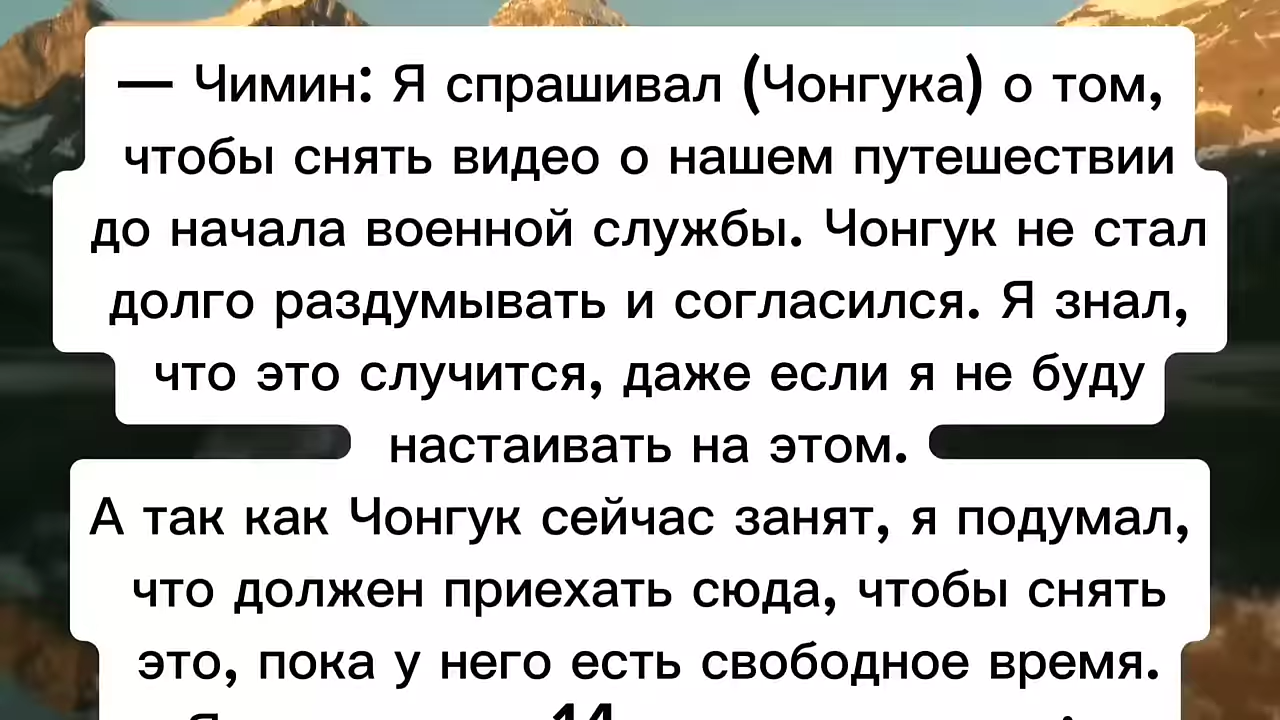 — Чимин: Я спрашивал (Чонгука) о том,
чтобы снять видео о нашем путешествии
до начала военной службы. Чонгук не стал
долго раздумывать и согласился. Я знал,
что это случится, даже если я не буду
настаивать на этом.
А так как Чонгук сейчас занят, я подумал,
что должен приехать сюда, чтобы снять
это, пока у него есть свободное время.